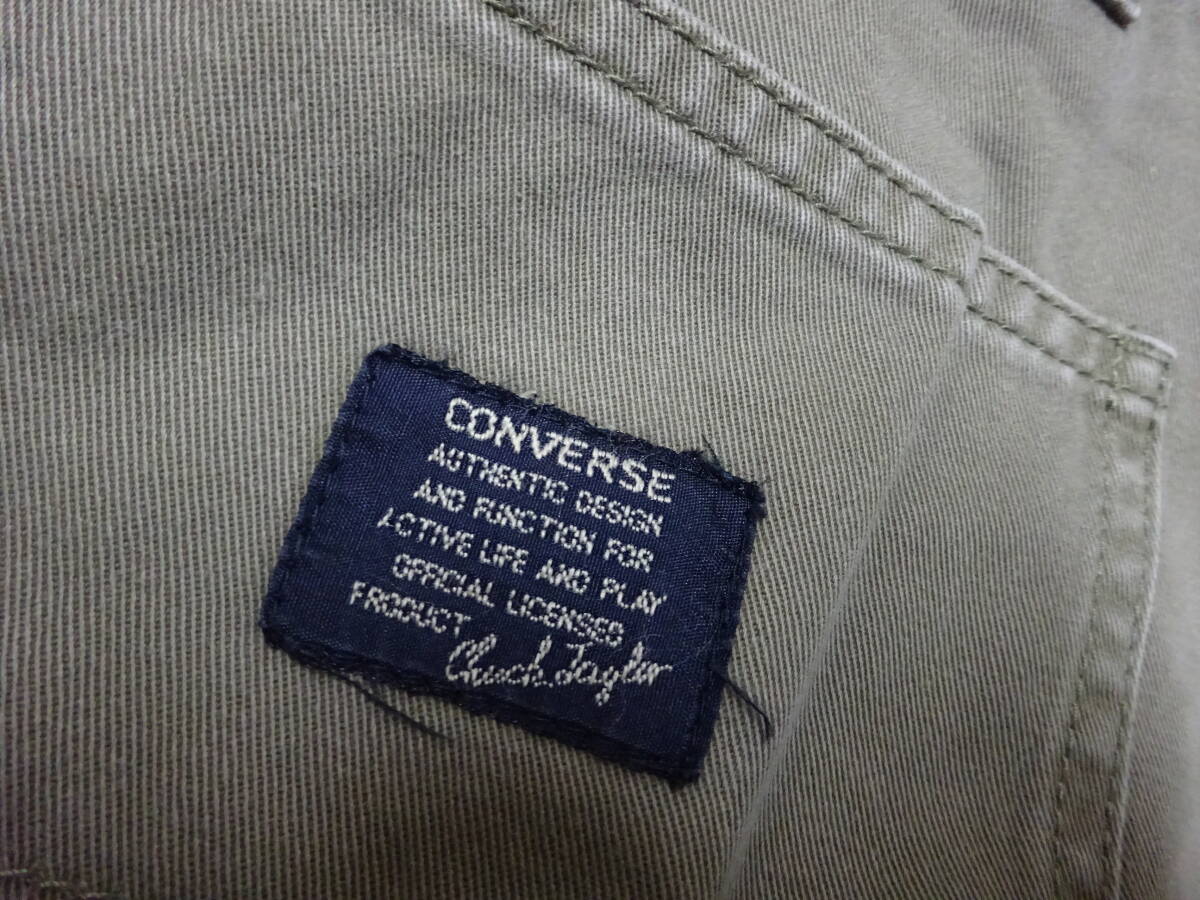 CONVERSE
AUTHENTIC DESIGN
AND FUNCTION FOR
ACTIVE LIFE AND PLAY
OFFICIAL LICENSED
PRODUCT
Chuck Taylor